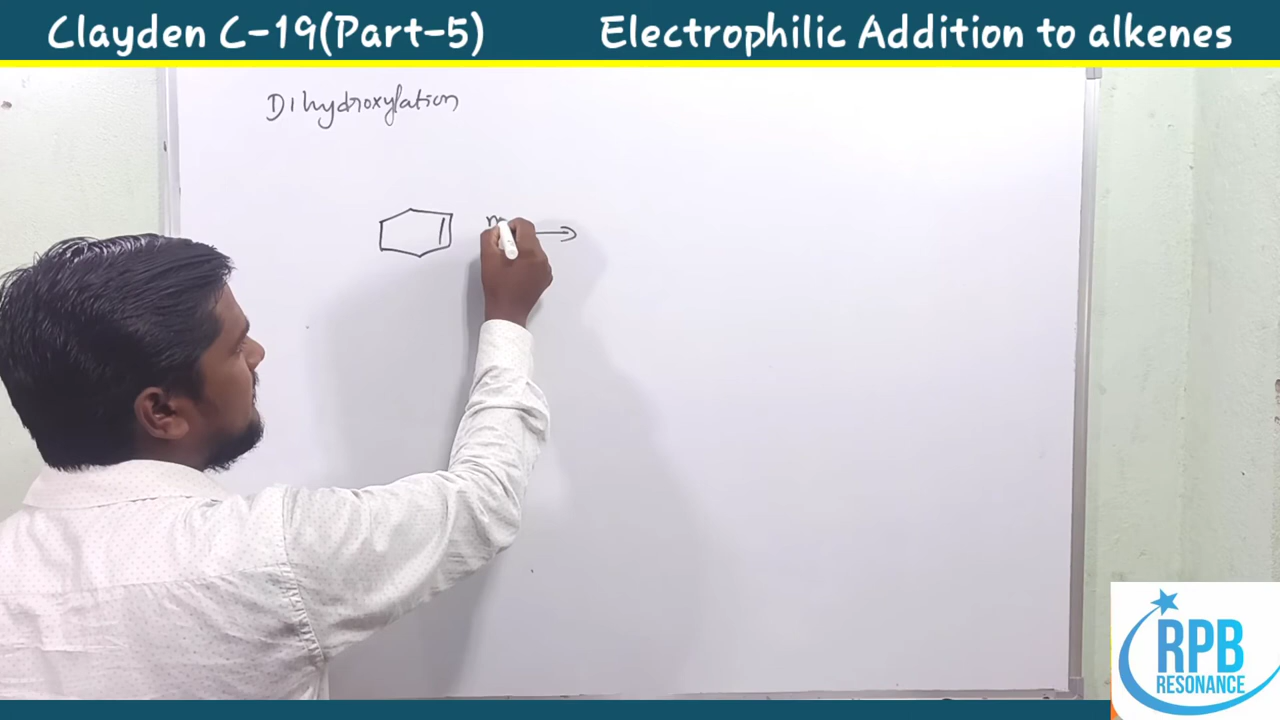 Clayden C-19(Part-5) Electrophilic Addition to alkenes
Dihydroxylation
m
RPB
RESONANCE